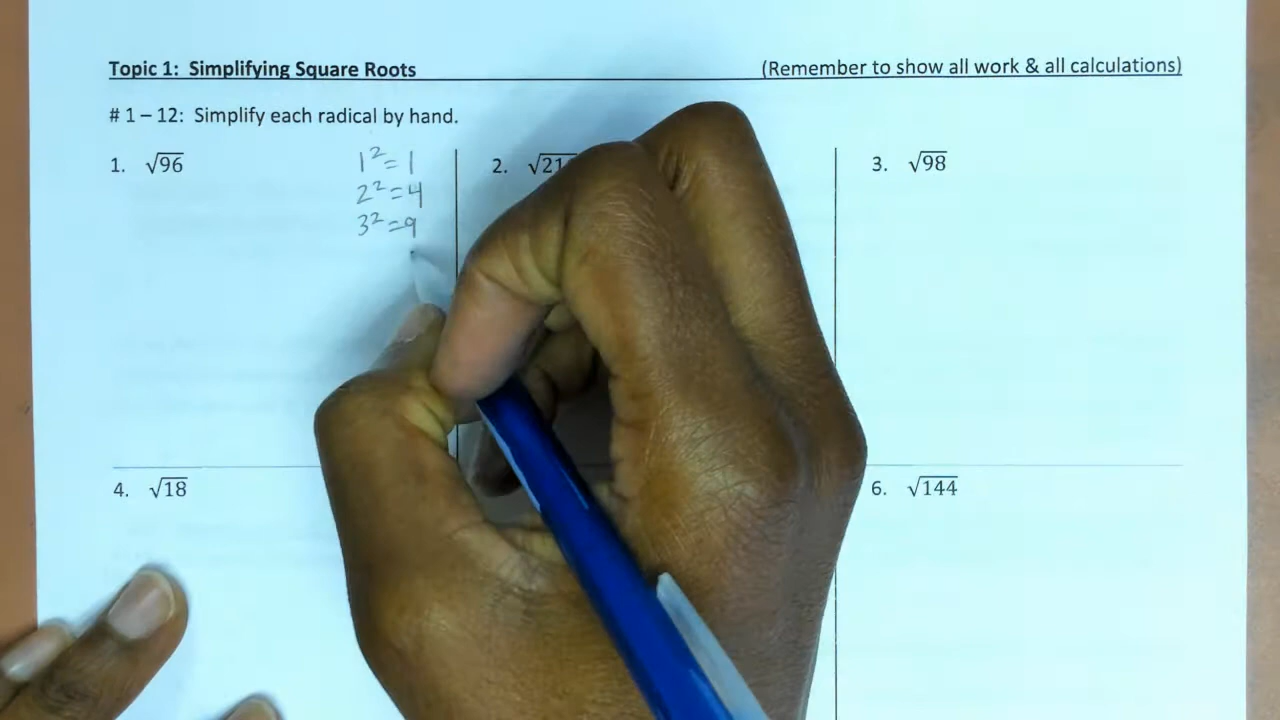 Topic 1: Simplifying Square Roots (Remember to show all work & all calculations)
# 1 – 12: Simplify each radical by hand.
1. √96
1² = 1
2² = 4
3² = 9
2.
3. √98
4. √18
6. √144